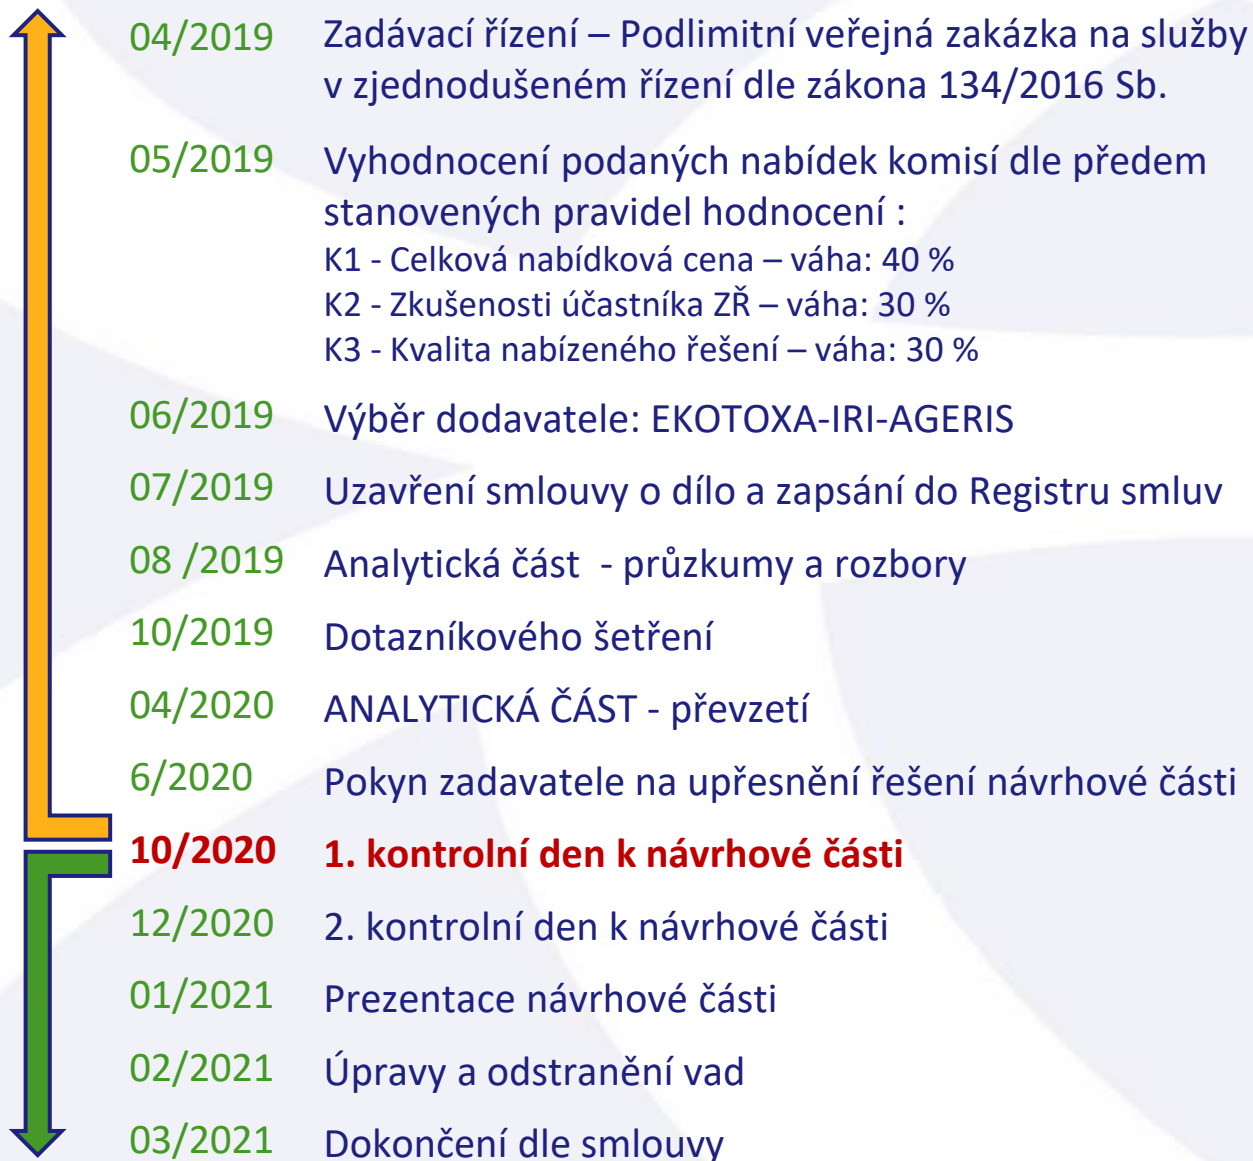 04/2019 Zadávací řízení – Podlimitní veřejná zakázka na služby
v zjednodušeném řízení dle zákona 134/2016 Sb.
05/2019 Vyhodnocení podaných nabídek komisí dle předem
stanovených pravidel hodnocení :
K1 - Celková nabídková cena – váha: 40 %
K2 - Zkušenosti účastníka ZŘ – váha: 30 %
K3 - Kvalita nabízeného řešení – váha: 30 %
06/2019 Výběr dodavatele: EKOTOXA-IRI-AGERIS
07/2019 Uzavření smlouvy o dílo a zapsání do Registru smluv
08 /2019 Analytická část - průzkumy a rozbory
10/2019 Dotazníkového šetření
04/2020 ANALYTICKÁ ČÁST - převzetí
6/2020 Pokyn zadavatele na upřesnění řešení návrhové části
10/2020 1. kontrolní den k návrhové části
12/2020 2. kontrolní den k návrhové části
01/2021 Prezentace návrhové části
02/2021 Úpravy a odstranění vad
03/2021 Dokončení dle smlouvy